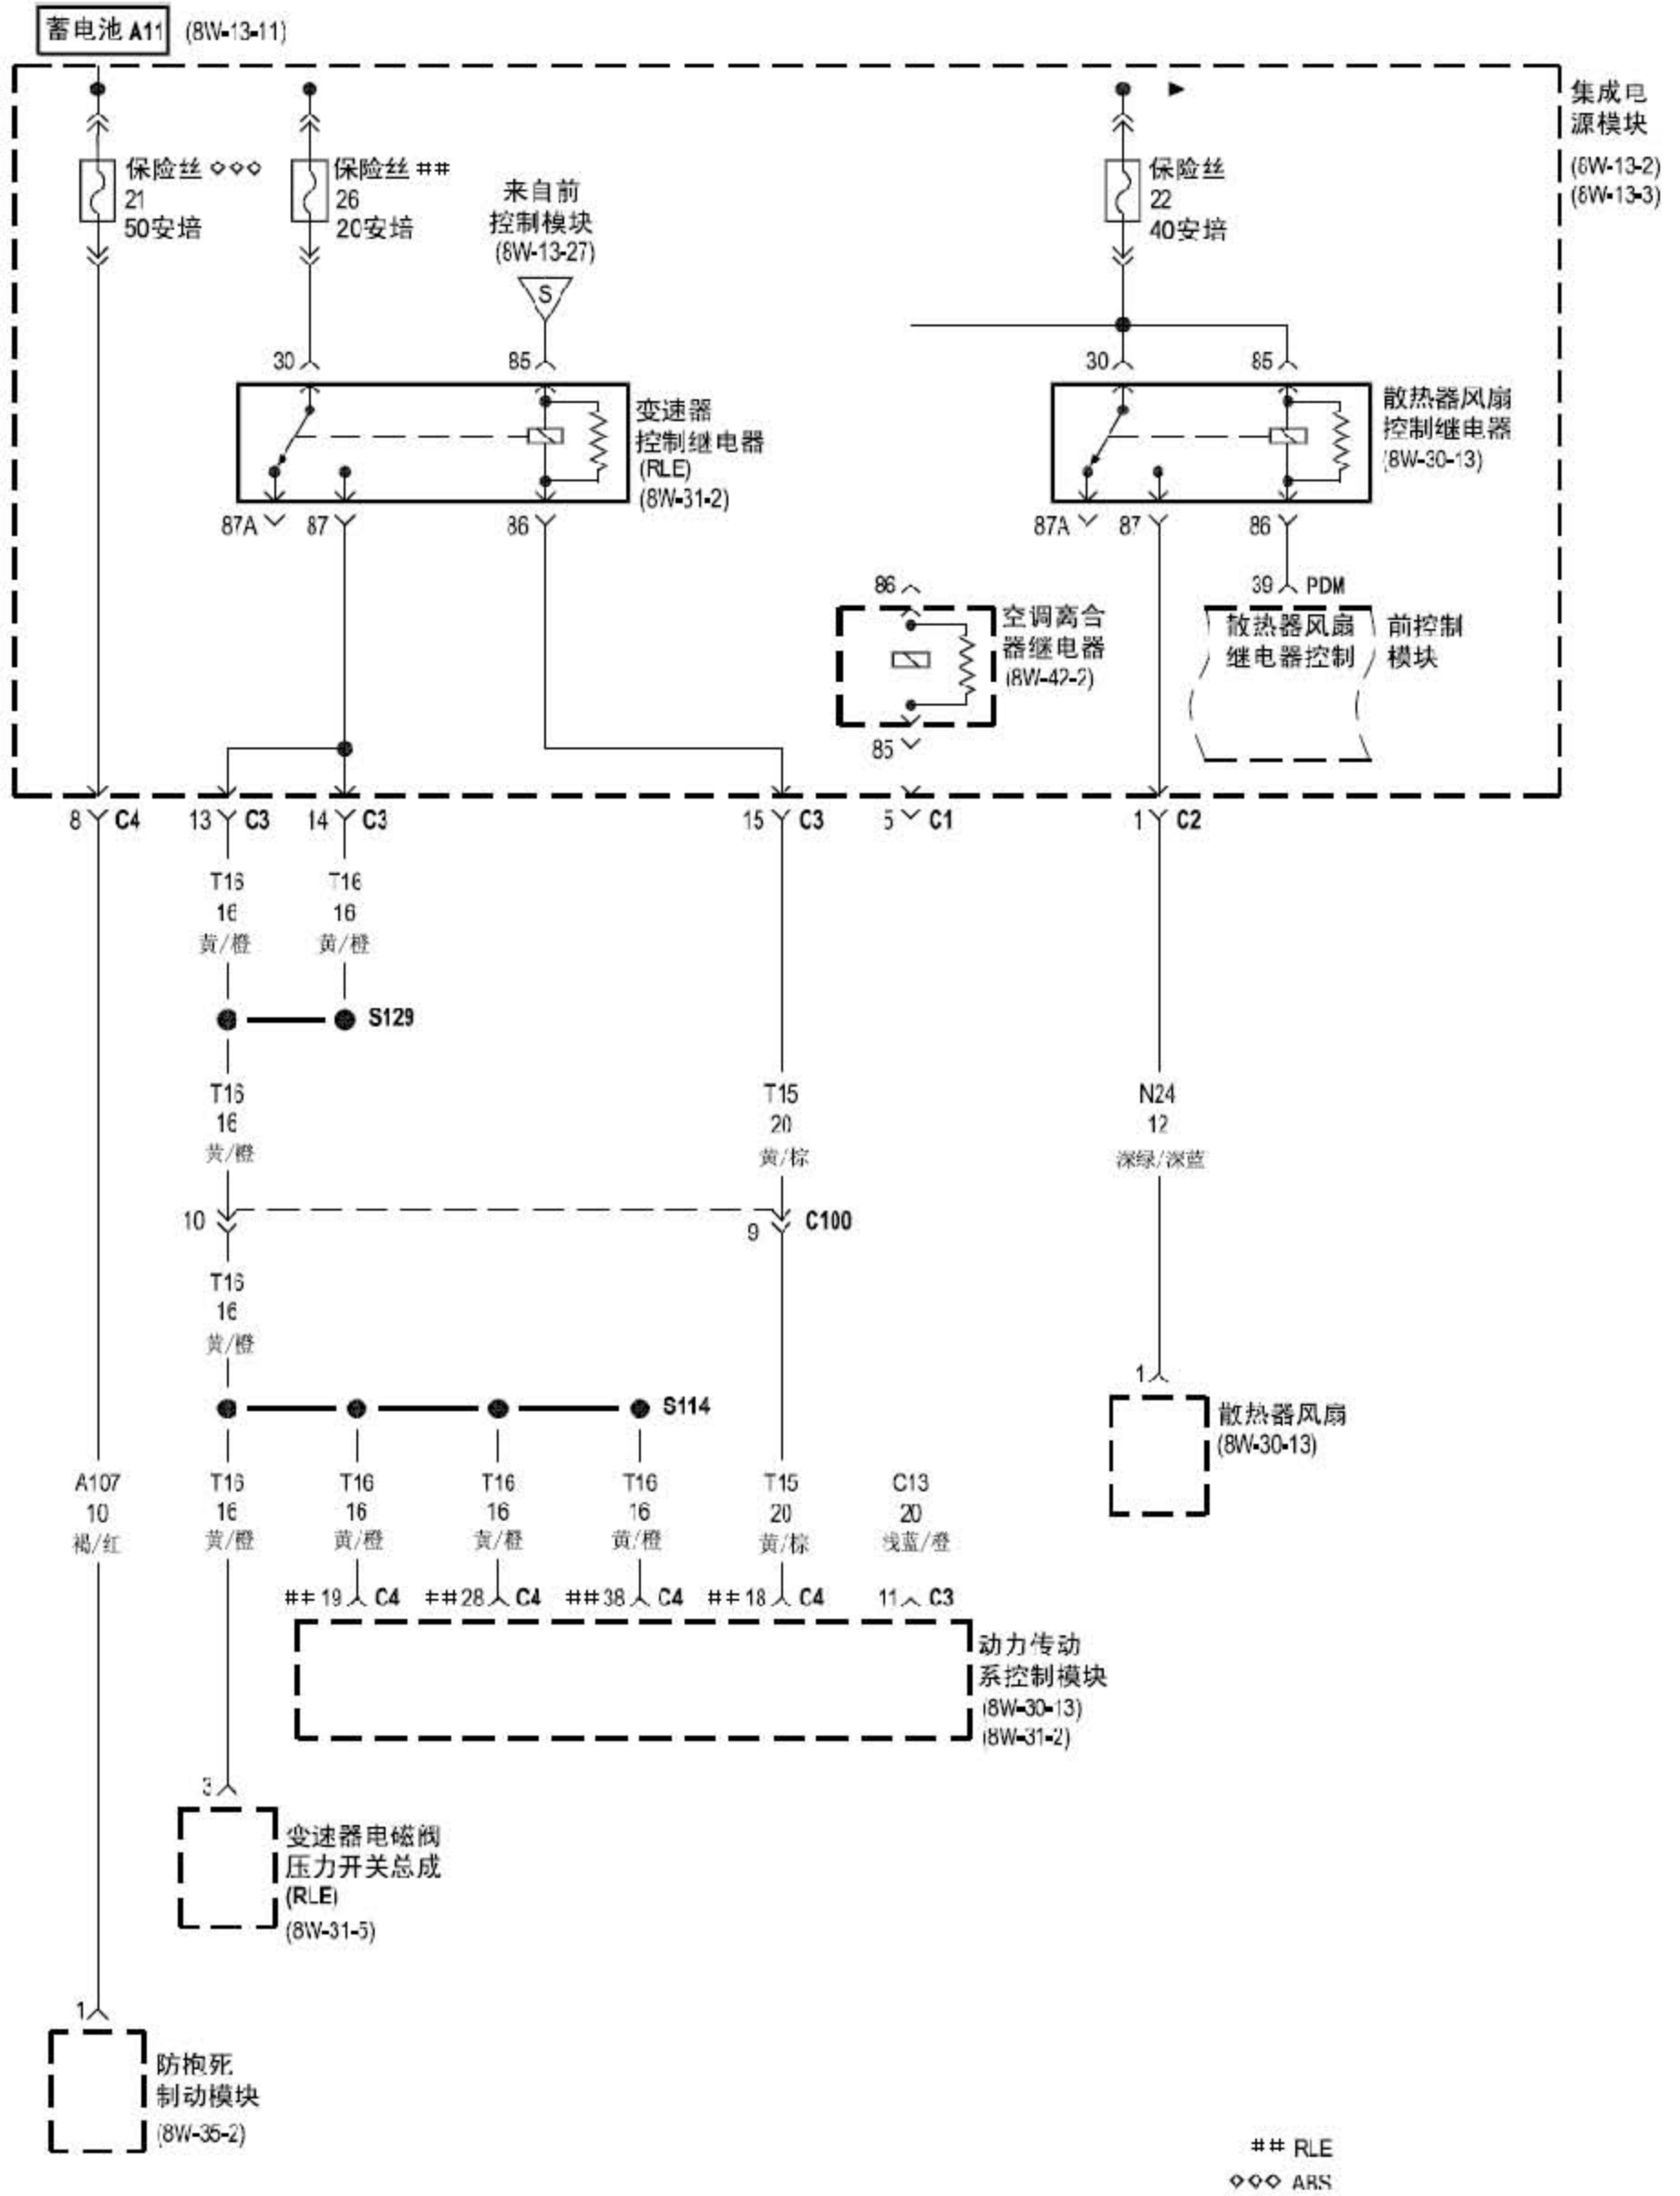 蓄电池 A11 (8W-13-11)
集成电
源模块
(8W-13-2)
(8W-13-3)
保险丝 ◇◇◇
21
50安培
保险丝 ##
26
20安培
来自前
控制模块
(8W-13-27)
S
保险丝
22
40安培
30
85
变速器
控制继电器
(RLE)
(8W-31-2)
87A
87
86
30
85
散热器风扇
控制继电器
(8W-30-13)
87A
87
86
39 PDM
散热器风扇
继电器控制
前控制
模块
86
空调离合
器继电器
(8W-42-2)
85
8 C4
13 C3
14 C3
15 C3
5 C1
1 C2
T16
16
黄/橙
T16
16
黄/橙
S129
T16
16
黄/橙
T15
20
黄/棕
N24
12
深绿/深蓝
10
9
C100
T16
16
黄/橙
S114
1
散热器风扇
(8W-30-13)
A107
10
褐/红
T16
16
黄/橙
T16
16
黄/橙
T16
16
黄/橙
T16
16
黄/橙
T15
20
黄/棕
C13
20
浅蓝/橙
## 19 C4
## 28 C4
## 38 C4
## 18 C4
11 C3
动力传动
系控制模块
(8W-30-13)
(8W-31-2)
3
变速器电磁阀
压力开关总成
(RLE)
(8W-31-5)
1
防抱死
制动模块
(8W-35-2)
## RLE
◇◇◇ ABS